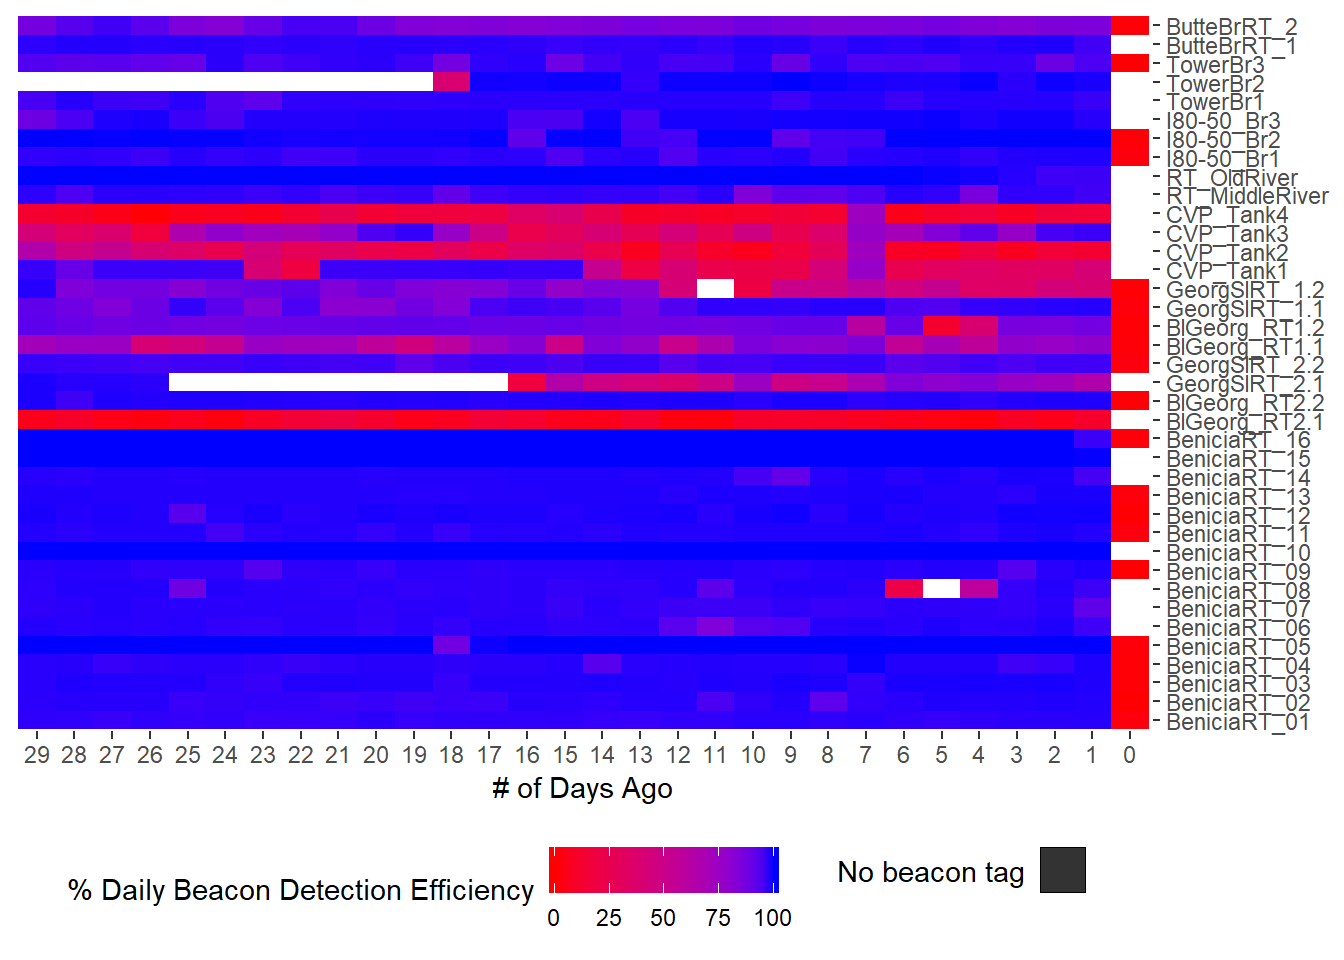 ButteBrRT_2
ButteBrRT_1
TowerBr3
TowerBr2
TowerBr1
I80-50_Br3
I80-50_Br2
I80-50_Br1
RT_OldRiver
RT_MiddleRiver
CVP_Tank4
CVP_Tank3
CVP_Tank2
CVP_Tank1
GeorgSlRT_1.2
GeorgSlRT_1.1
BlGeorg_RT1.2
BlGeorg_RT1.1
GeorgSlRT_2.2
GeorgSlRT_2.1
BlGeorg_RT2.2
BlGeorg_RT2.1
BeniciaRT_16
BeniciaRT_15
BeniciaRT_14
BeniciaRT_13
BeniciaRT_12
BeniciaRT_11
BeniciaRT_10
BeniciaRT_09
BeniciaRT_08
BeniciaRT_07
BeniciaRT_06
BeniciaRT_05
BeniciaRT_04
BeniciaRT_03
BeniciaRT_02
BeniciaRT_01
29 28 27 26 25 24 23 22 21 20 19 18 17 16 15 14 13 12 11 10 9 8 7 6 5 4 3 2 1 0
# of Days Ago
% Daily Beacon Detection Efficiency
0 25 50 75 100
No beacon tag